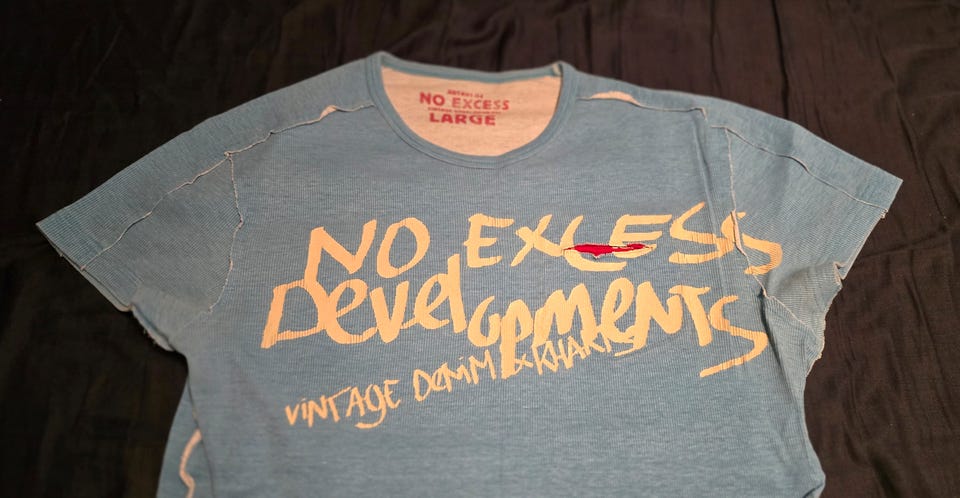 NO EXCESS
LARGE
NO EXCESS
DEVELOPMENTS
VINTAGE DENIM & KHAKIS